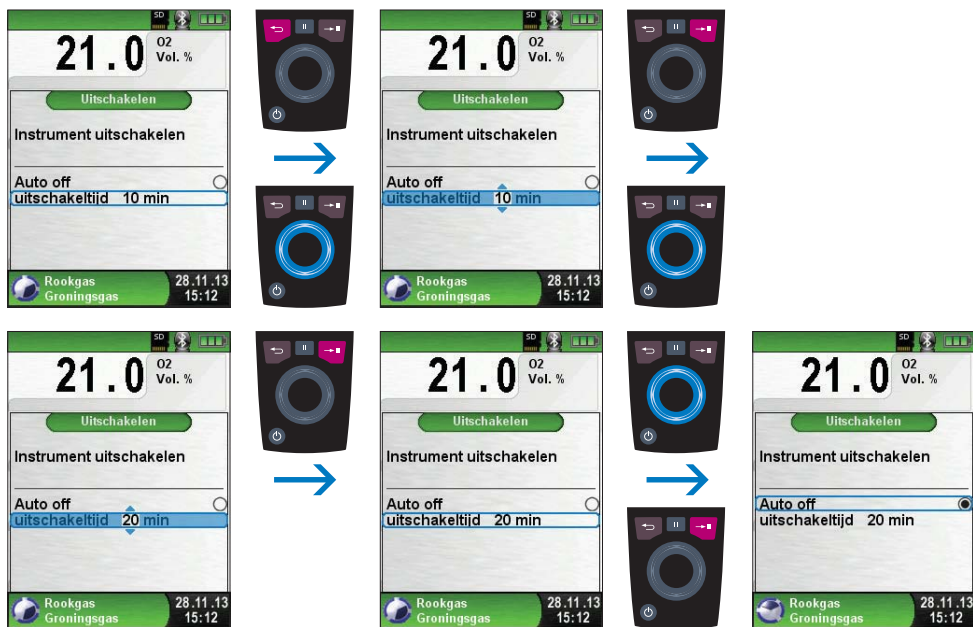 SD
21.0 O2
Vol. %
Uitschakelen
Instrument uitschakelen
Auto off
uitschakeltijd 10 min
Rookgas 28.11.13
Groningsgas 15:12
SD
21.0 O2
Vol. %
Uitschakelen
Instrument uitschakelen
Auto off
uitschakeltijd 10 min
Rookgas 28.11.13
Groningsgas 15:12
SD
21.0 O2
Vol. %
Uitschakelen
Instrument uitschakelen
Auto off
uitschakeltijd 20 min
Rookgas 28.11.13
Groningsgas 15:12
SD
21.0 O2
Vol. %
Uitschakelen
Instrument uitschakelen
Auto off
uitschakeltijd 20 min
Rookgas 28.11.13
Groningsgas 15:12
SD
21.0 O2
Vol. %
Uitschakelen
Instrument uitschakelen
Auto off
uitschakeltijd 20 min
Rookgas 28.11.13
Groningsgas 15:12